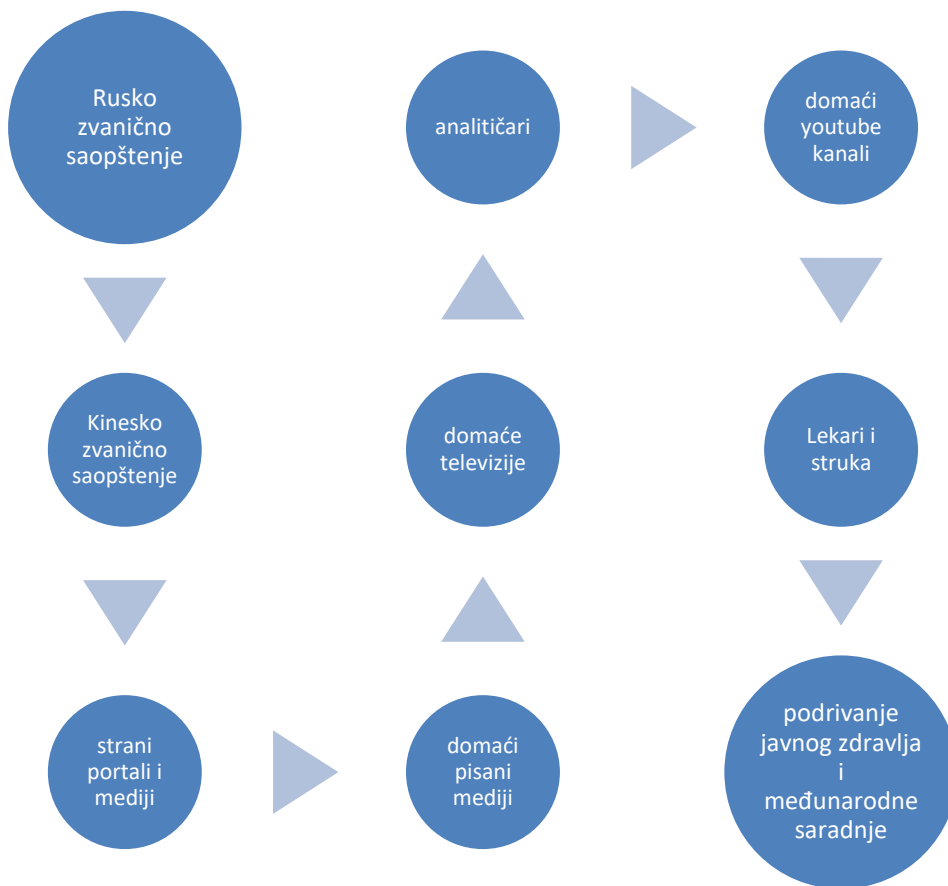 Rusko
zvanično
saopštenje
Kinesko
zvanično
saopštenje
strani
portali i
mediji
domaći
pisani
mediji
domaće
televizije
analitičari
domaći
youtube
kanali
Lekari i
struka
podrivanje
javnog zdravlja
i
međunarodne
saradnje